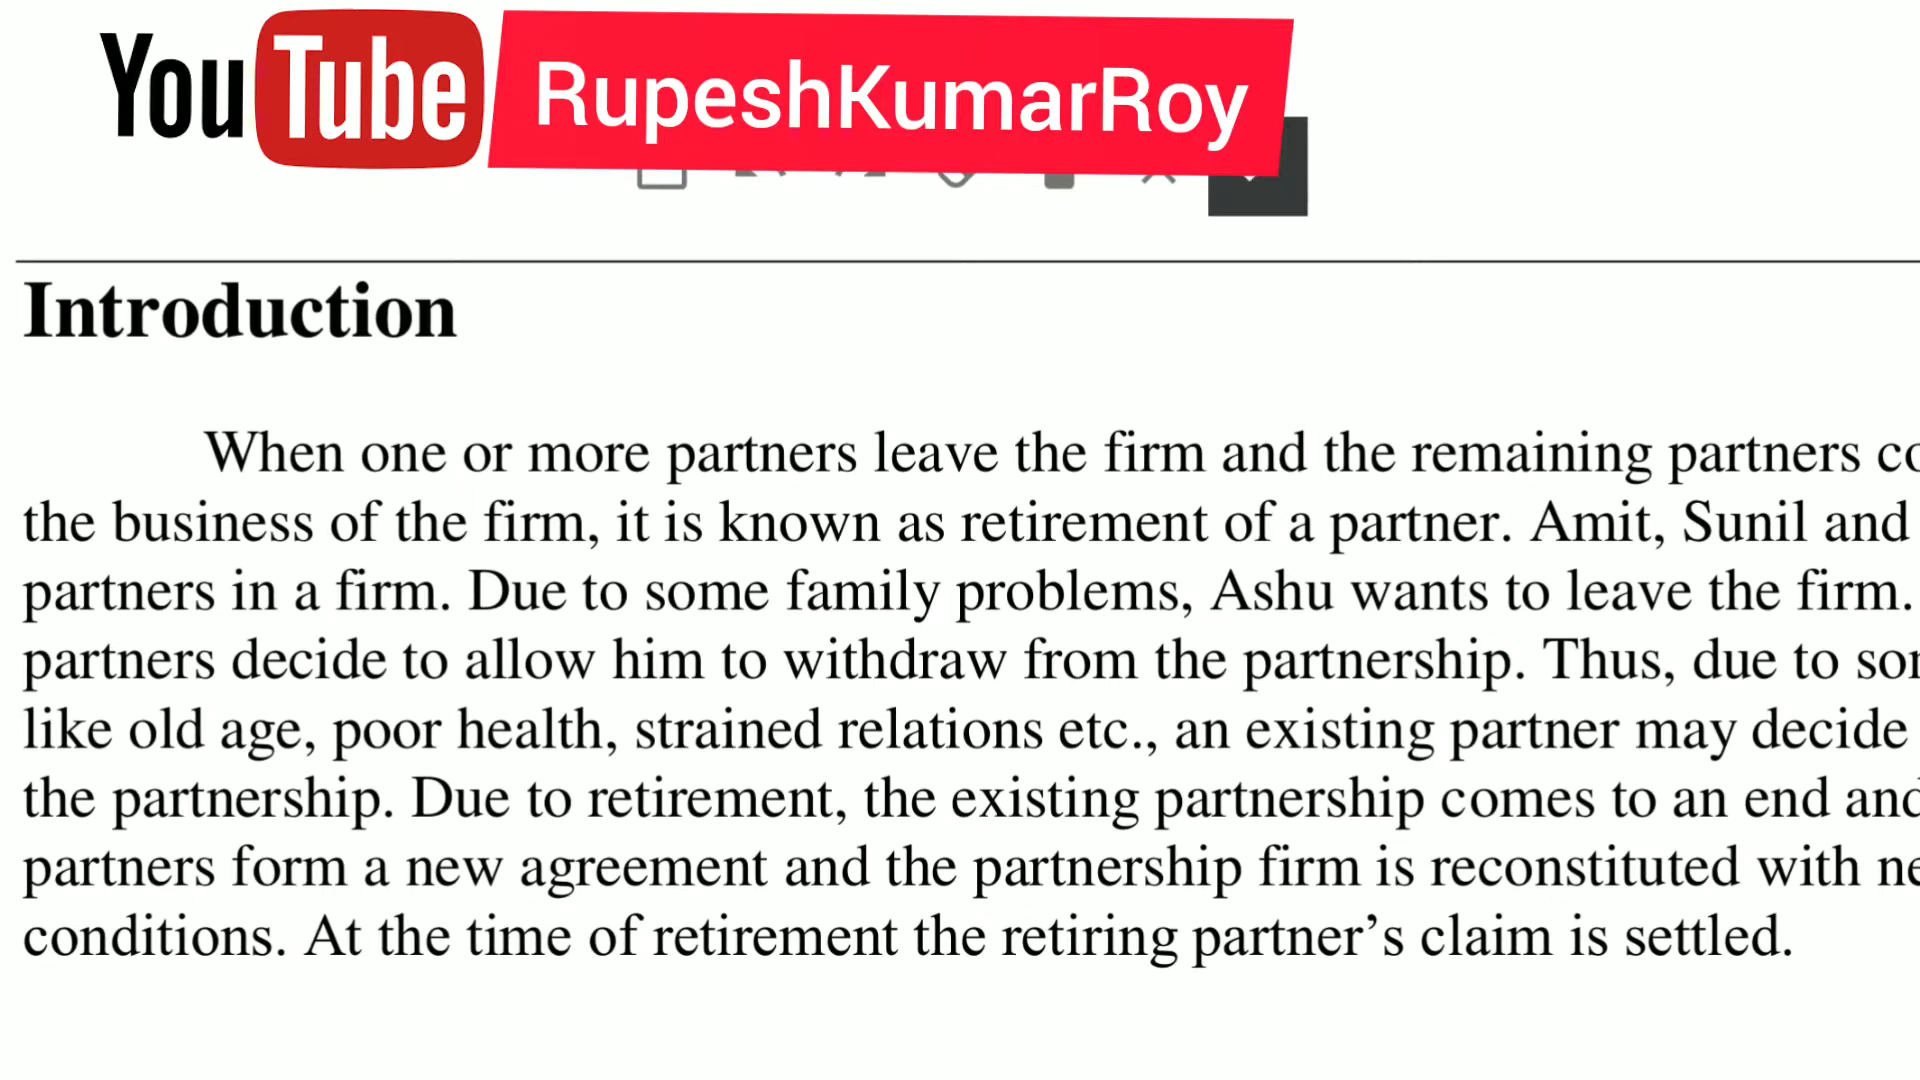 YouTube RupeshKumarRoy
Introduction
When one or more partners leave the firm and the remaining partners
the business of the firm, it is known as retirement of a partner. Amit, Sunil and
partners in a firm. Due to some family problems, Ashu wants to leave the firm.
partners decide to allow him to withdraw from the partnership. Thus, due to
like old age, poor health, strained relations etc., an existing partner may decide
the partnership. Due to retirement, the existing partnership comes to an end
partners form a new agreement and the partnership firm is reconstituted with
conditions. At the time of retirement the retiring partner’s claim is settled.